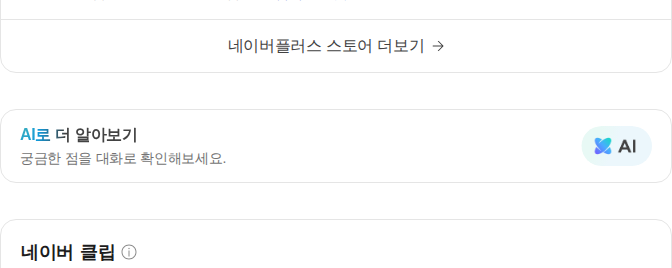 네이버플러스 스토어 더보기 →
AI로 더 알아보기
궁금한 점을 대화로 확인해보세요.
AI
네이버 클립